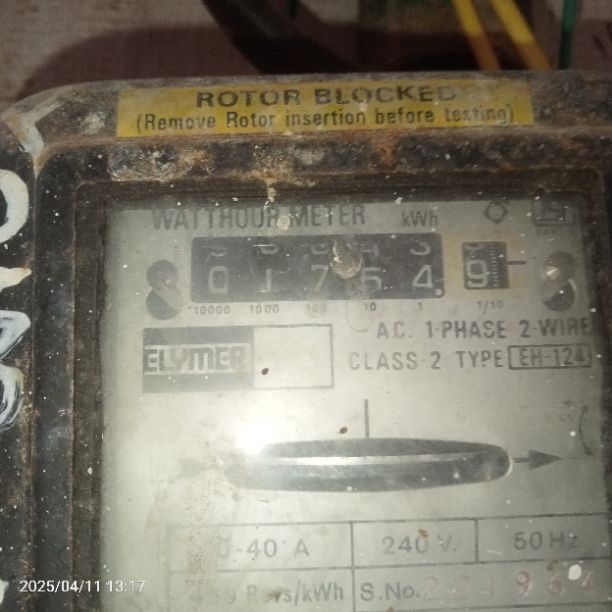 ROTOR BLOCKED
(Remove Rotor insertion before testing)
WATTHOUR METER kWh
0 1 7 5 4 9
10000 1000 100 10 1 1/10
A.C. 1-PHASE 2-WIRE
ELYMER CLASS-2 TYPE EH-124
40 A 240 V. 50 Hz
Revs/kWh S.No.
2025/04/11 13:17